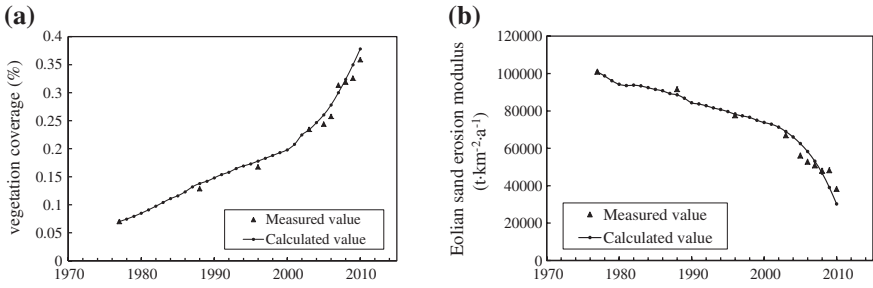 (a)
vegetation coverage (%)
0.4
0.35
0.3
0.25
0.2
0.15
0.1
0.05
0
1970
1980
1990
2000
2010
Measured value
Calculated value
(b)
Eolian sand erosion modulus
(t·km-2·a-1)
120000
100000
80000
60000
40000
20000
0
1970
1980
1990
2000
2010
Measured value
Calculated value